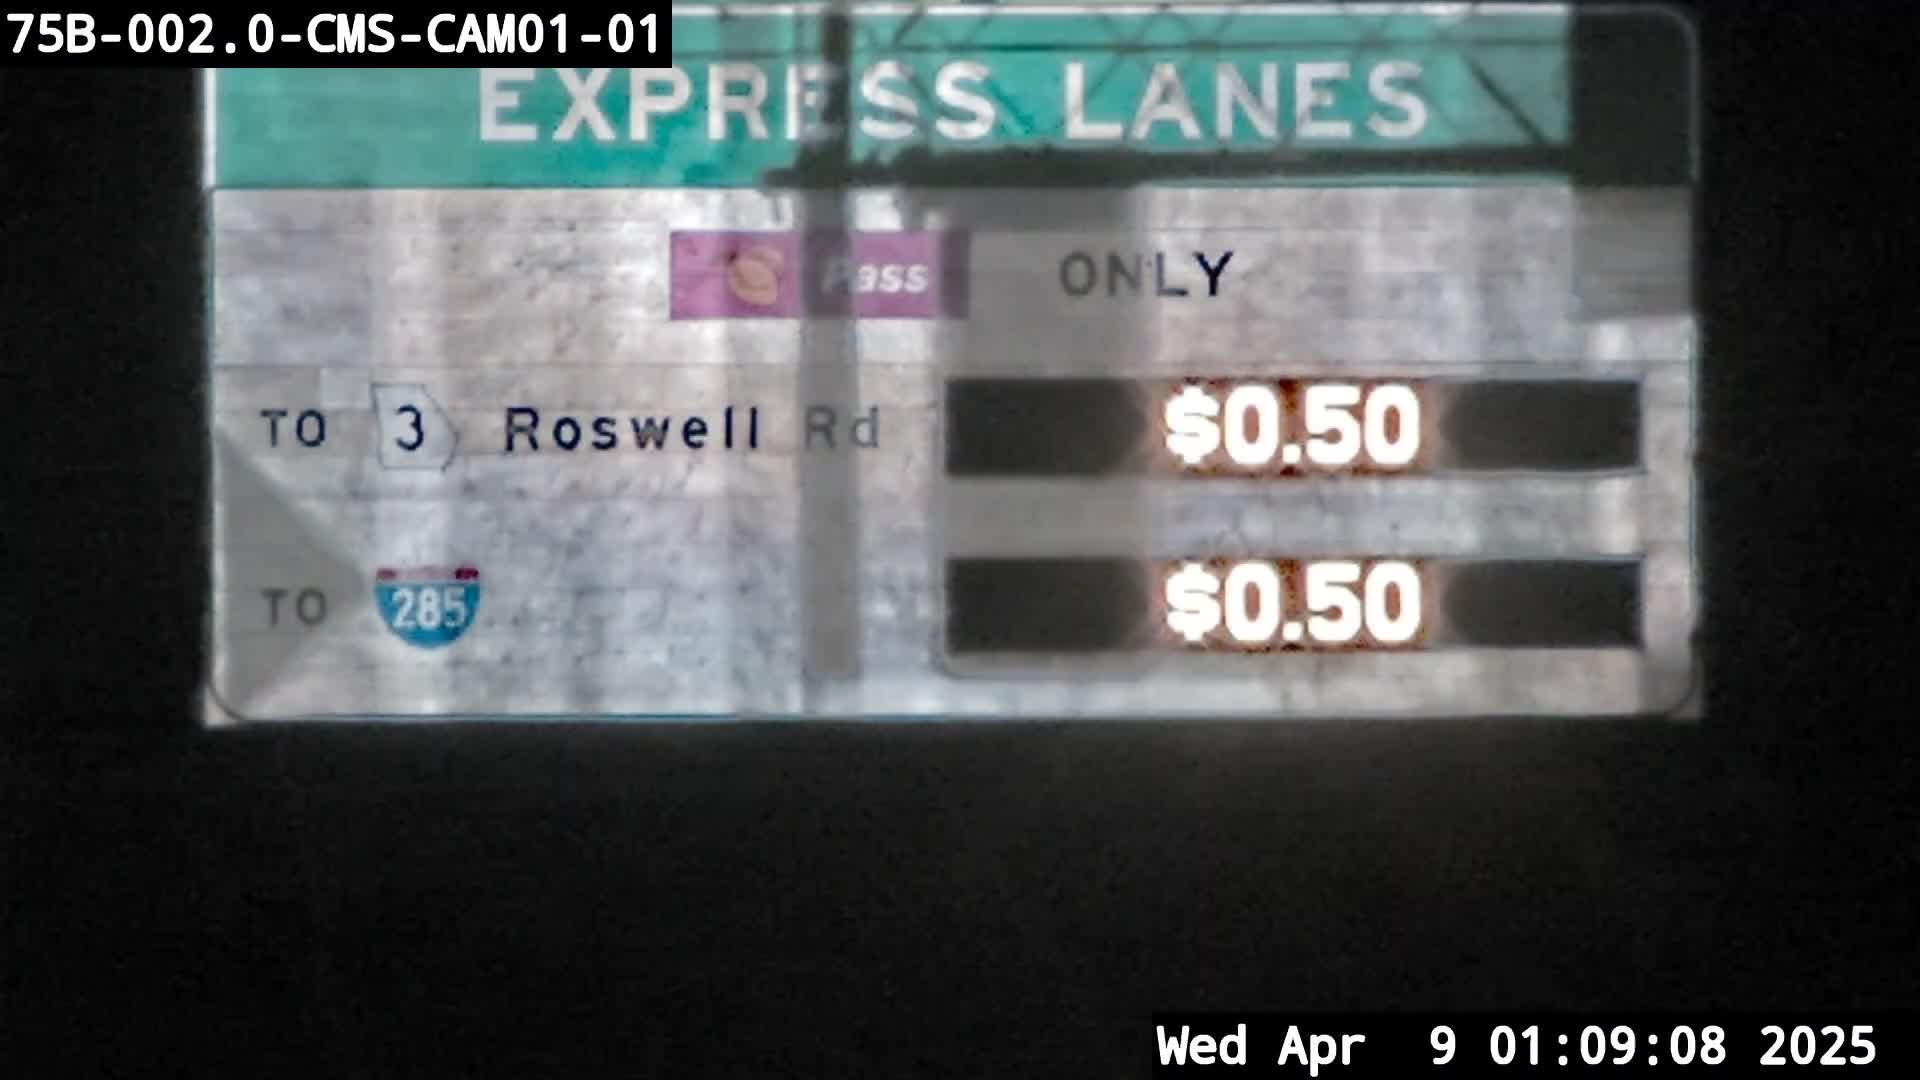 75B-002.0-CMS-CAM01-01
EXPRESS LANES
Pass ONLY
TO 3 Roswell Rd $0.50
TO 285 $0.50
Wed Apr 9 01:09:08 2025